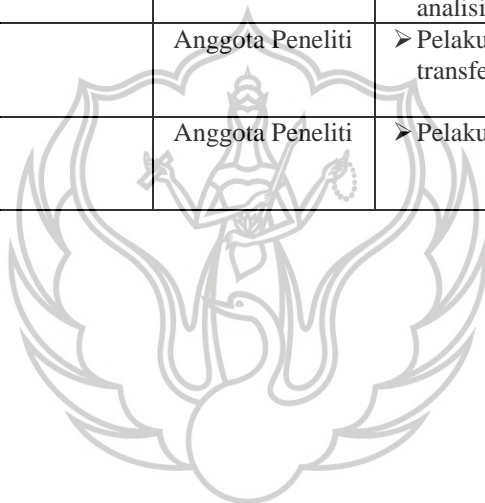 analisi
Anggota Peneliti ➢ Pelaku
transfe
Anggota Peneliti ➢ Pelaku